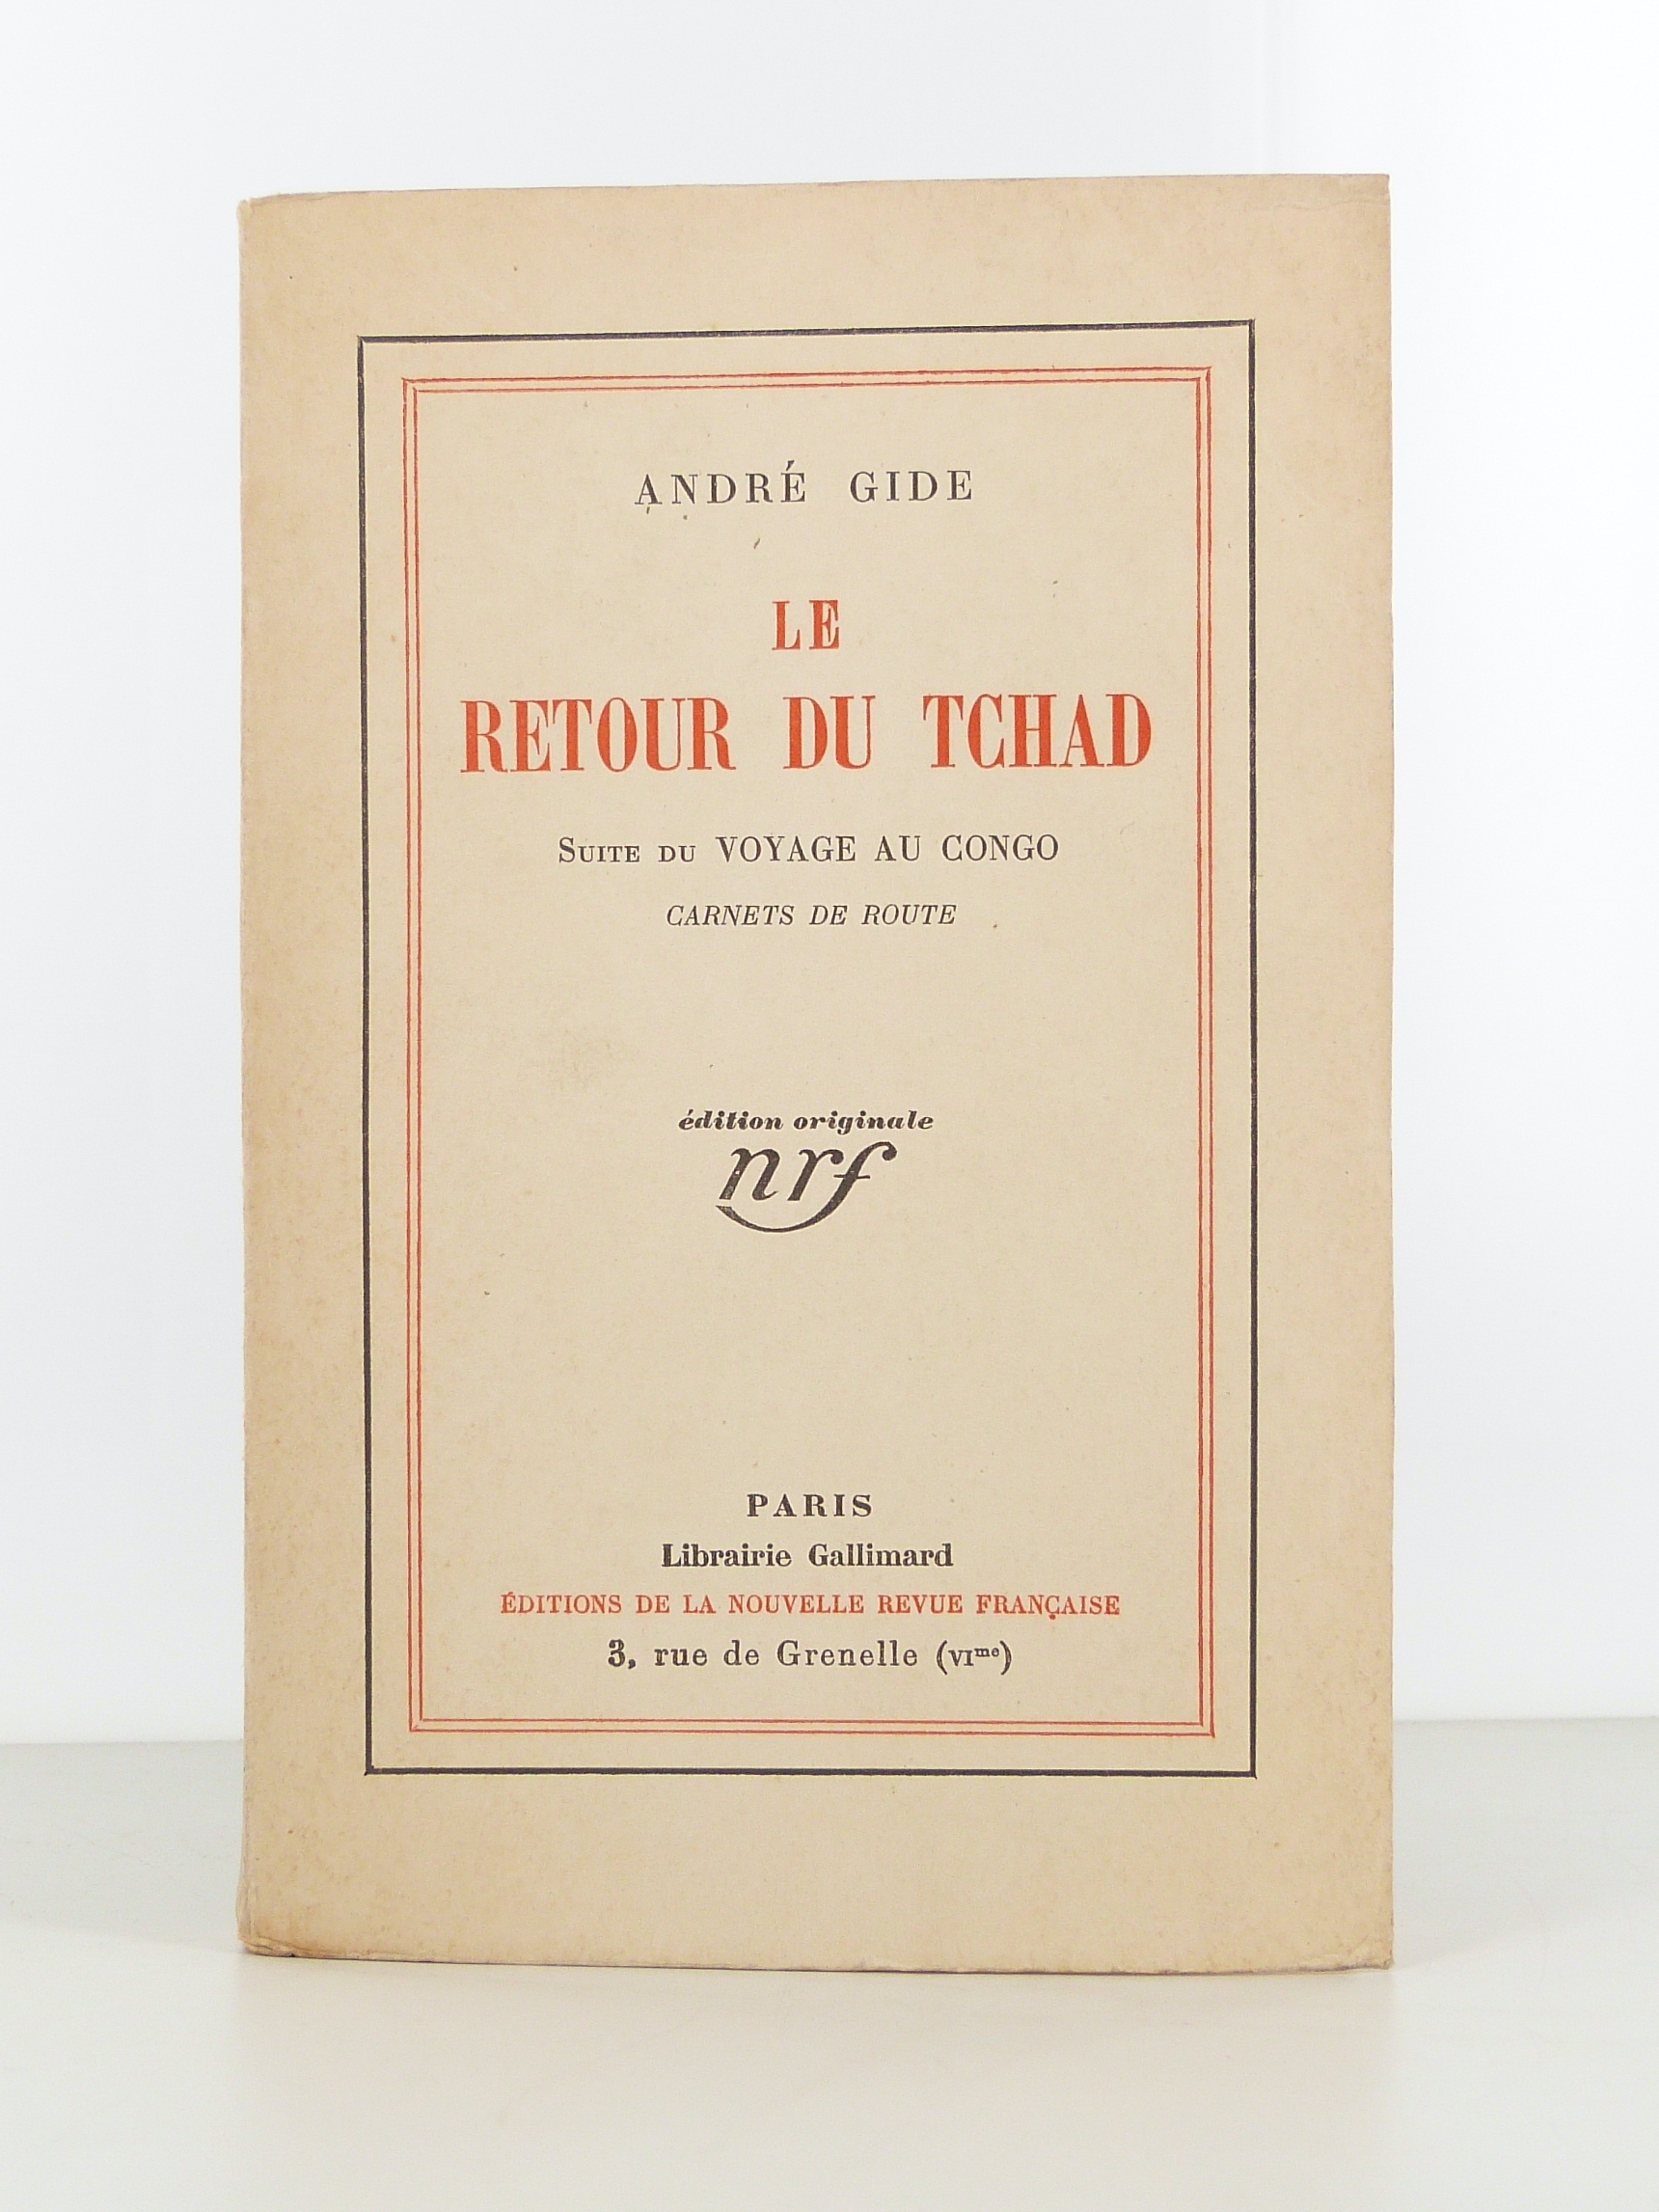 ANDRÉ GIDE
LE
RETOUR DU TCHAD
SUITE DU VOYAGE AU CONGO
CARNETS DE ROUTE
édition originale
nrf
PARIS
Librairie Gallimard
ÉDITIONS DE LA NOUVELLE REVUE FRANÇAISE
3, rue de Grenelle (VIme)